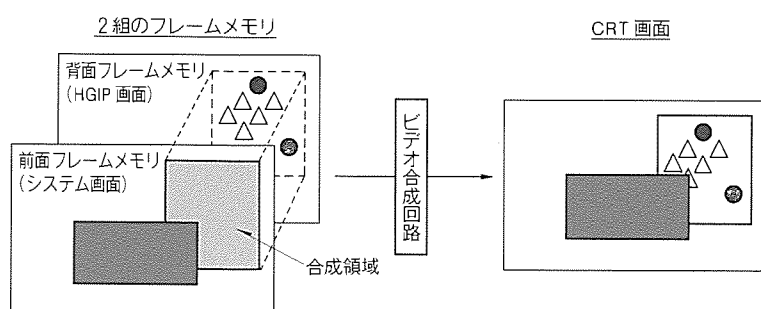 2組のフレームメモリ
CRT 画面
背面フレームメモリ
(HGIP 画面)
前面フレームメモリ
(システム画面)
ビデオ合成回路
合成領域